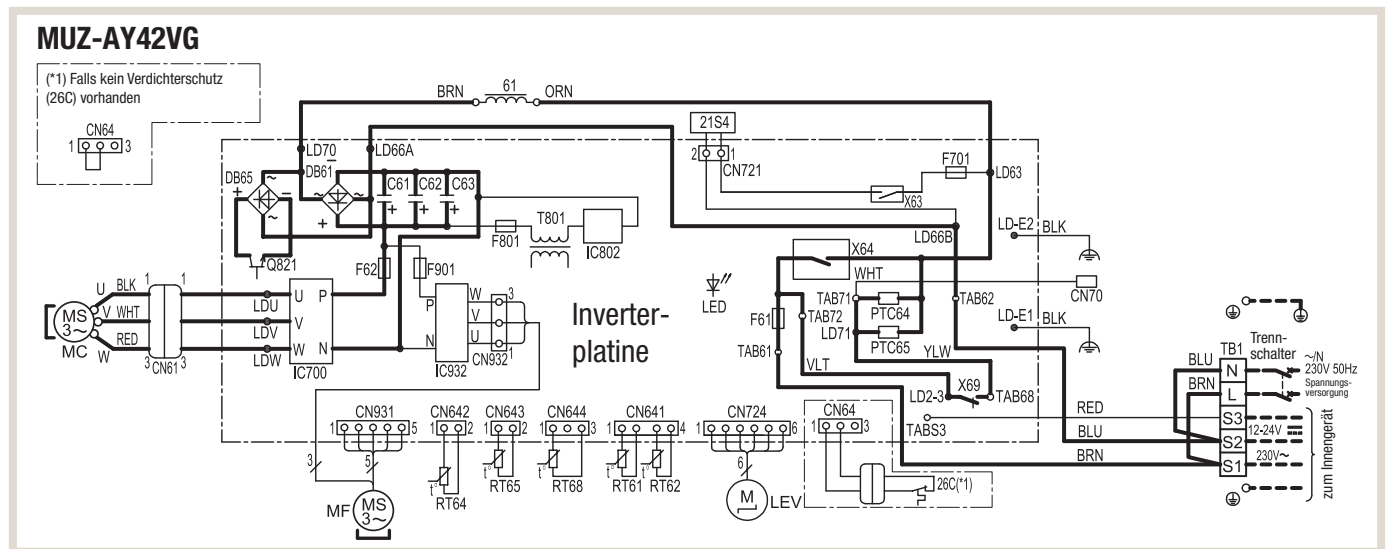 MUZ-AY42VG
(*1) Falls kein Verdichterschutz
(26C) vorhanden
CN64
1 3
BRN 61 ORN
21S4
2 1
CN721
F701
LD63
X63
LD70
LD66A
DB65
DB61
+ ~ -
~
-
~ ~
+
C61 C62 C63
+ + +
F801
T801
IC802
Q821
F62
F901
LD66B
LD-E2 BLK
X64
WHT
CN70
LED
TAB71
PTC64
TAB62
F61
TAB72
LD71
PTC65
LD-E1 BLK
TAB61
YLW
VLT
U BLK 1 1
V WHT
RED
W 3 3
MS
3~
MC
CN61
LDU
LDV
LDW
U P
V
W N
IC700
P
N
W 3
V
U 1
CN932
IC932
Inverter-
platine
LD2-3
X69
TAB68
TABS3
RED
BLU
BRN
BLU
BRN
TB1
N
L
S3
S2
S1
Trenn-
schalter
~/N
230V 50Hz
Spannungs-
versorgung
12-24V
230V~
zum Innengerät
CN931
1 5
CN642
1 2
CN643
1 2
CN644
1 3
CN641
1 4
CN724
1 6
CN64
1 3
3
5
6
t° RT64
t° RT65
t° RT68
t° RT61
t° RT62
MF
MS
3~
M
LEV
26C(*1)